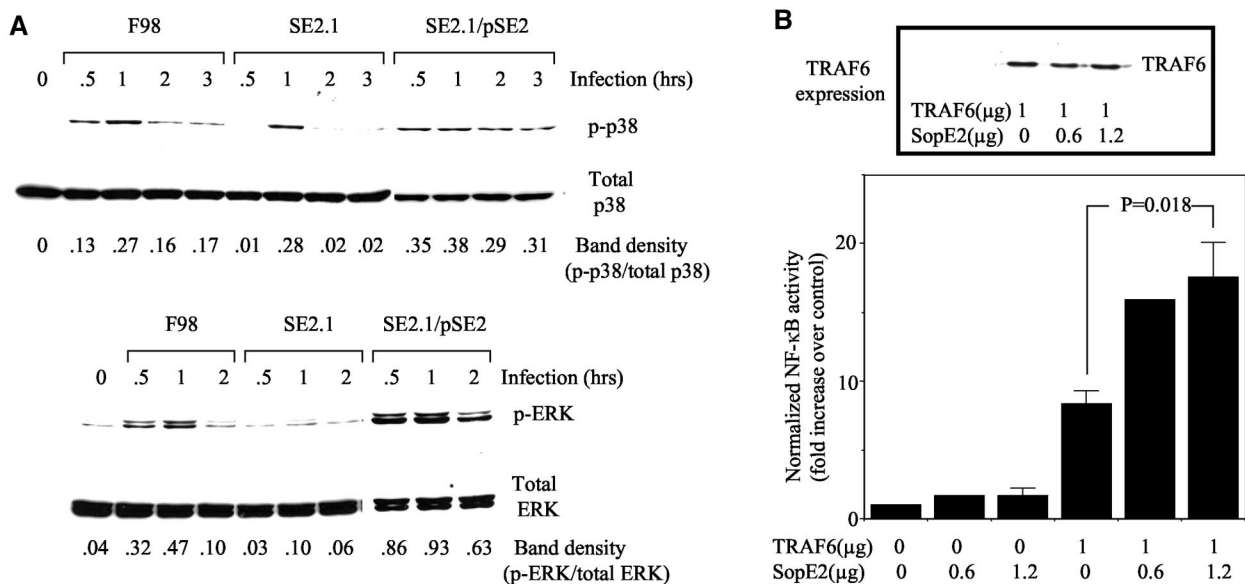 A
F98 SE2.1 SE2.1/pSE2
0 .5 1 2 3 .5 1 2 3 .5 1 2 3 Infection (hrs)
p-p38
Total
p38
0 .13 .27 .16 .17 .01 .28 .02 .02 .35 .38 .29 .31 Band density
(p-p38/total p38)
F98 SE2.1 SE2.1/pSE2
0 .5 1 2 .5 1 2 .5 1 2 Infection (hrs)
p-ERK
Total
ERK
.04 .32 .47 .10 .03 .10 .06 .86 .93 .63 Band density
(p-ERK/total ERK)
B
TRAF6
expression
TRAF6
TRAF6(µg) 1 1 1
SopE2(µg) 0 0.6 1.2
P=0.018
Normalized NF-κB activity
(fold increase over control)
20
10
0
TRAF6(µg) 0 0 0 1 1 1
SopE2(µg) 0 0.6 1.2 0 0.6 1.2